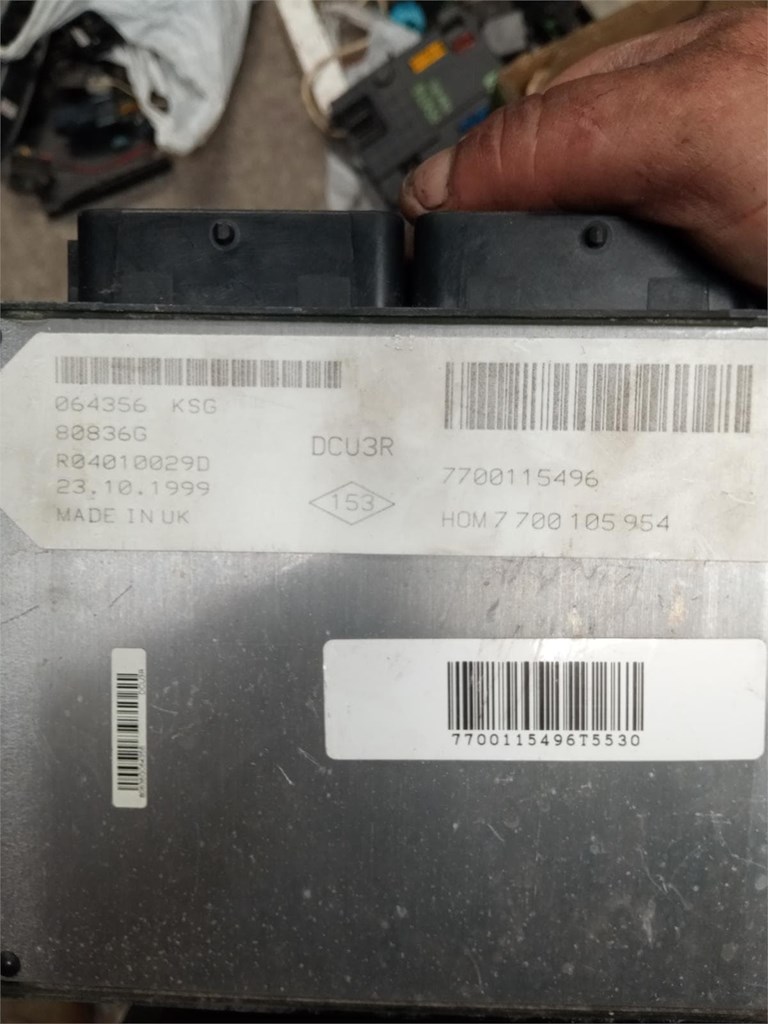 064356 KSG
80836G
R04010029D
23.10.1999
MADE IN UK
DCU3R
153
7700115496
HOM 7 700 105 954
7700115496T5530